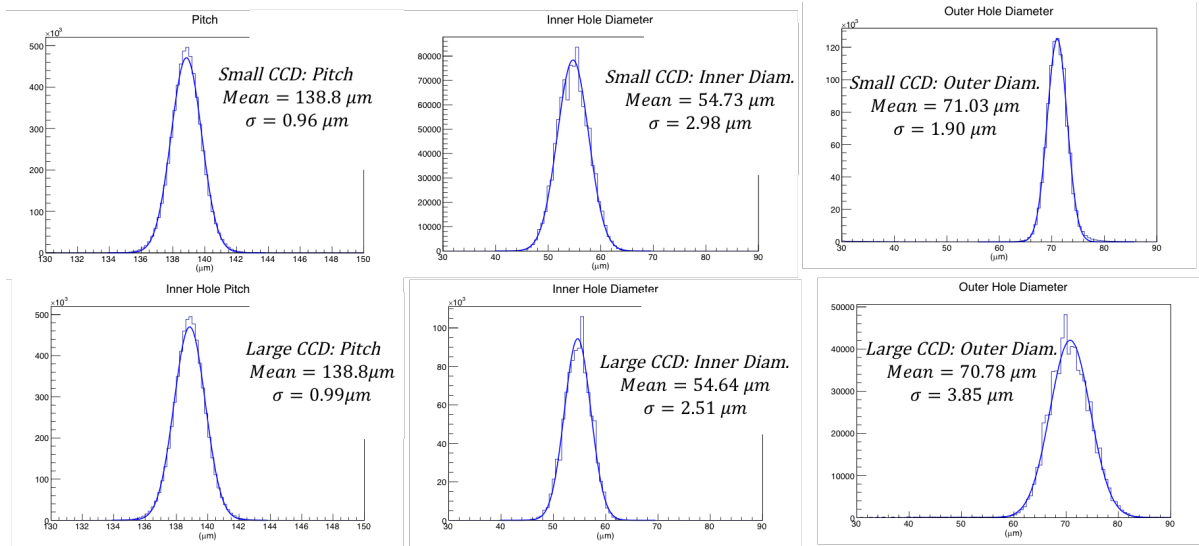 Pitch
×10³
500
400
300
200
100
0
130 132 134 136 138 140 142 144 146 148 150
(μm)
Small CCD: Pitch
Mean = 138.8 μm
σ = 0.96 μm
Inner Hole Diameter
80000
70000
60000
50000
40000
30000
20000
10000
0
30 40 50 60 70 80 90
(μm)
Small CCD: Inner Diam.
Mean = 54.73 μm
σ = 2.98 μm
Outer Hole Diameter
×10³
120
100
80
60
40
20
0
30 40 50 60 70 80 90
(μm)
Small CCD: Outer Diam.
Mean = 71.03 μm
σ = 1.90 μm
Inner Hole Pitch
×10³
500
400
300
200
100
0
130 132 134 136 138 140 142 144 146 148 150
(μm)
Large CCD: Pitch
Mean = 138.8μm
σ = 0.99μm
Inner Hole Diameter
×10³
100
80
60
40
20
0
30 40 50 60 70 80 90
(μm)
Large CCD: Inner Diam.
Mean = 54.64 μm
σ = 2.51 μm
Outer Hole Diameter
50000
40000
30000
20000
10000
0
30 40 50 60 70 80 90
(μm)
Large CCD: Outer Diam.
Mean = 70.78 μm
σ = 3.85 μm